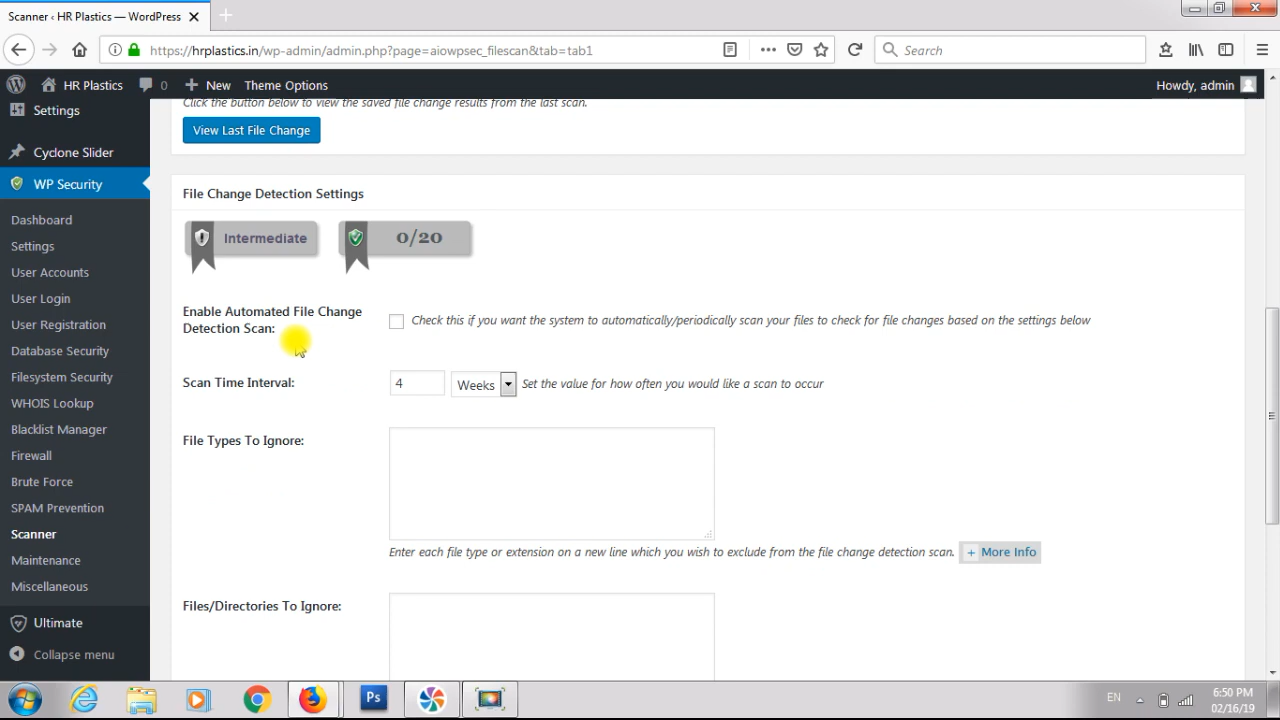 Scanner ‹ HR Plastics — WordPress
https://hrplastics.in/wp-admin/admin.php?page=aiowpsec_filescan&tab=tab1
Search
HR Plastics
0
New
Theme Options
Howdy, admin
Settings
Cyclone Slider
WP Security
Dashboard
Settings
User Accounts
User Login
User Registration
Database Security
Filesystem Security
WHOIS Lookup
Blacklist Manager
Firewall
Brute Force
SPAM Prevention
Scanner
Maintenance
Miscellaneous
Ultimate
Collapse menu
Click the button below to view the saved file change results from the last scan.
View Last File Change
File Change Detection Settings
Intermediate
0/20
Enable Automated File Change
Detection Scan:
Check this if you want the system to automatically/periodically scan your files to check for file changes based on the settings below
Scan Time Interval:
4
Weeks
Set the value for how often you would like a scan to occur
File Types To Ignore:
Enter each file type or extension on a new line which you wish to exclude from the file change detection scan.
+ More Info
Files/Directories To Ignore:
Ps
EN
6:50 PM
02/16/19